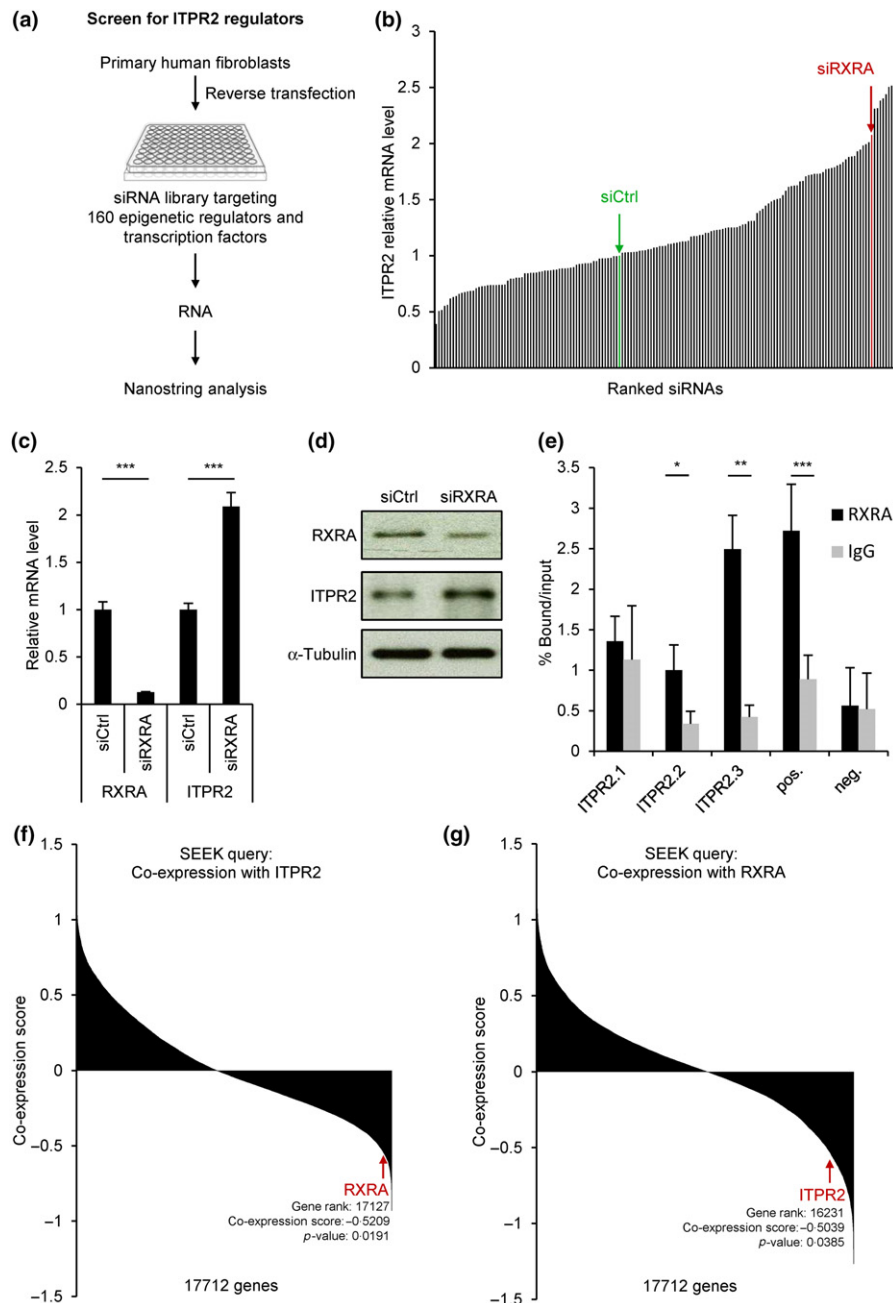 (a)
Screen for ITPR2 regulators
Primary human fibroblasts
Reverse transfection
siRNA library targeting
160 epigenetic regulators and
transcription factors
RNA
Nanostring analysis
(b)
ITPR2 relative mRNA level
3
2.5
2
1.5
1
0.5
0
siCtrl
siRXRA
Ranked siRNAs
(c)
Relative mRNA level
2.5
2
1.5
1
0.5
0
***
***
siCtrl
siRXRA
siCtrl
siRXRA
RXRA
ITPR2
(d)
siCtrl
siRXRA
RXRA
ITPR2
α-Tubulin
(e)
% Bound/input
3.5
3
2.5
2
1.5
1
0.5
0
*
**
***
RXRA
IgG
ITPR2.1
ITPR2.2
ITPR2.3
pos.
neg.
(f)
SEEK query:
Co-expression with ITPR2
Co-expression score
1.5
1
0.5
0
–0.5
–1
–1.5
RXRA
Gene rank: 17127
Co-expression score:–0·5209
p-value: 0·0191
17712 genes
(g)
SEEK query:
Co-expression with RXRA
Co-expression score
1.5
1
0.5
0
–0.5
–1
–1.5
ITPR2
Gene rank: 16231
Co-expression score:–0·5039
p-value: 0·0385
17712 genes